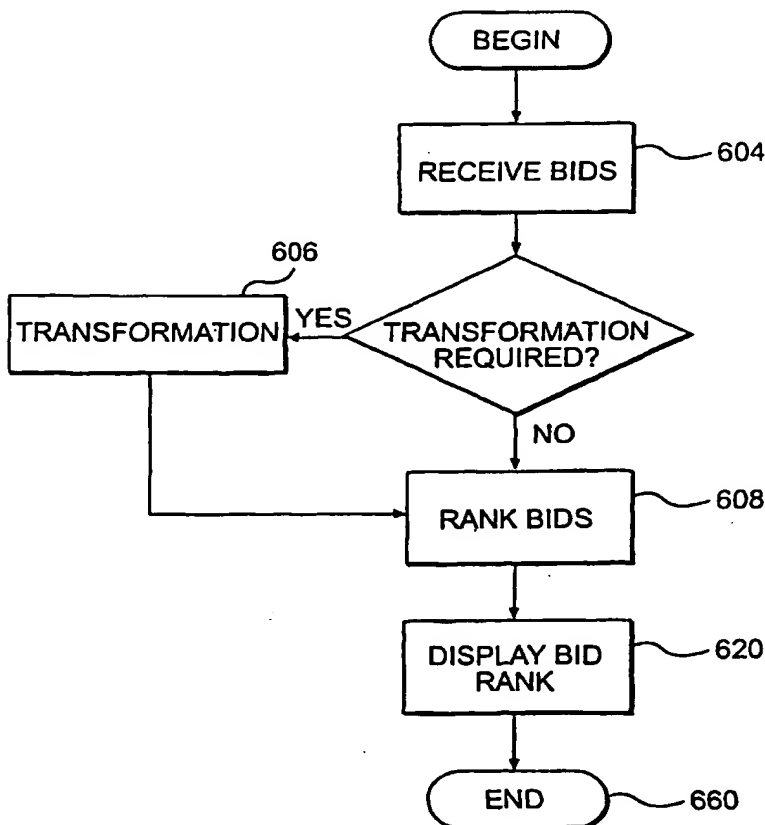 BEGIN
RECEIVE BIDS
604
606
TRANSFORMATION
YES
TRANSFORMATION
REQUIRED?
NO
RANK BIDS
608
DISPLAY BID
RANK
620
END
660